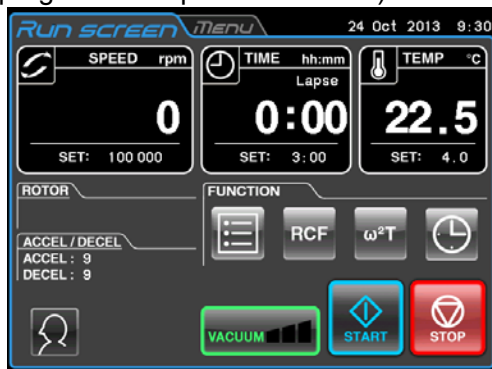 Run screen Menu 24 Oct 2013 9:30
SPEED rpm
0
SET: 100 000
TIME hh:mm
Lapse
0:00
SET: 3:00
TEMP °C
22.5
SET: 4.0
ROTOR
ACCEL/DECEL
ACCEL: 9
DECEL: 9
FUNCTION
RCF
ω²T
VACUUM
START
STOP